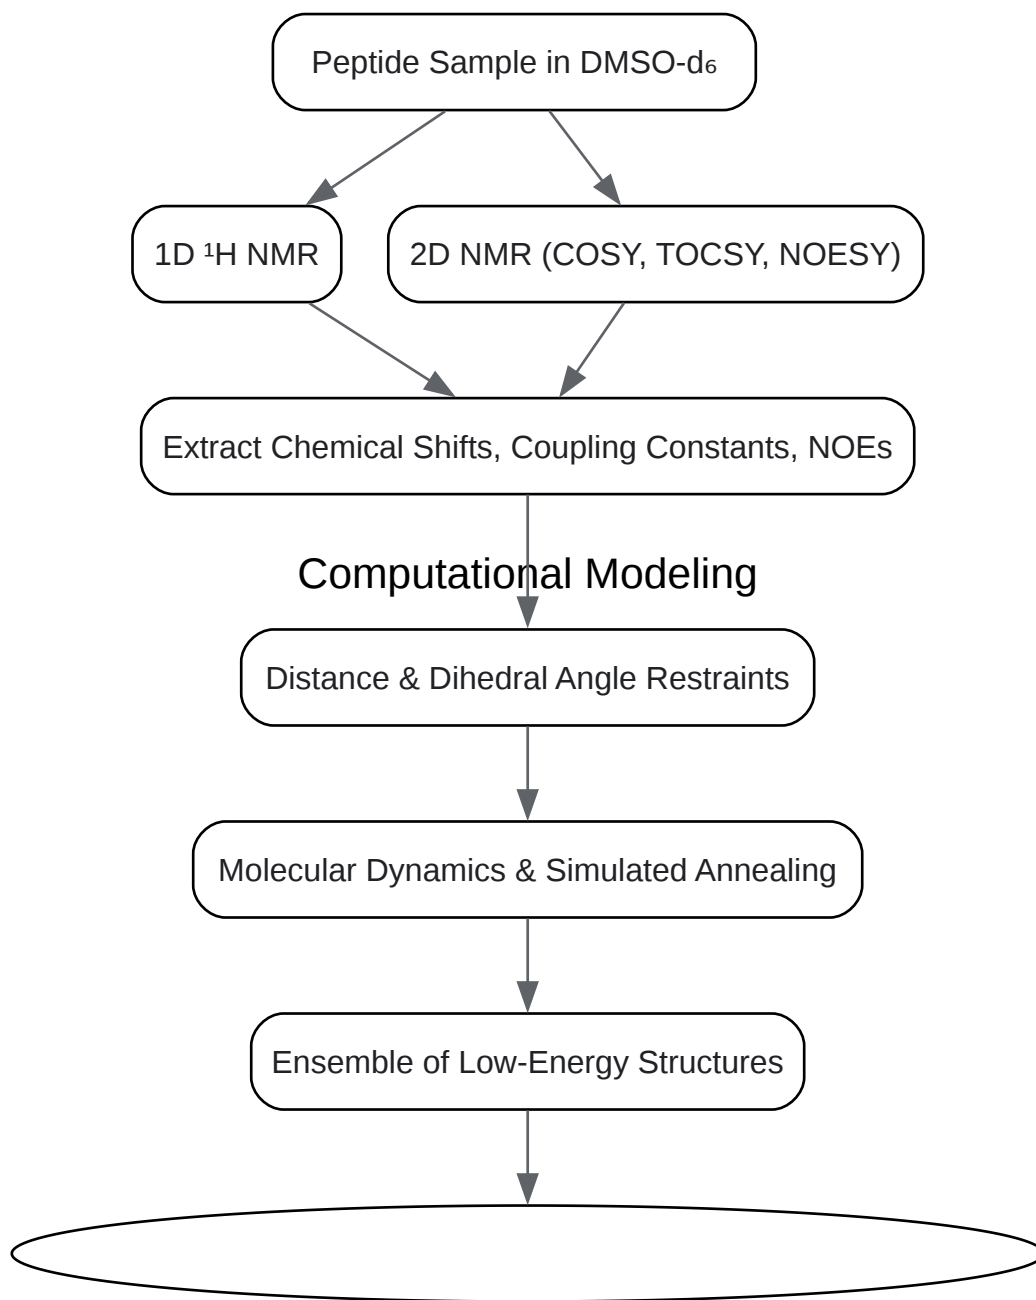 Peptide Sample in DMSO-d₆
1D ¹H NMR
2D NMR (COSY, TOCSY, NOESY)
Extract Chemical Shifts, Coupling Constants, NOEs
Computational Modeling
Distance & Dihedral Angle Restraints
Molecular Dynamics & Simulated Annealing
Ensemble of Low-Energy Structures